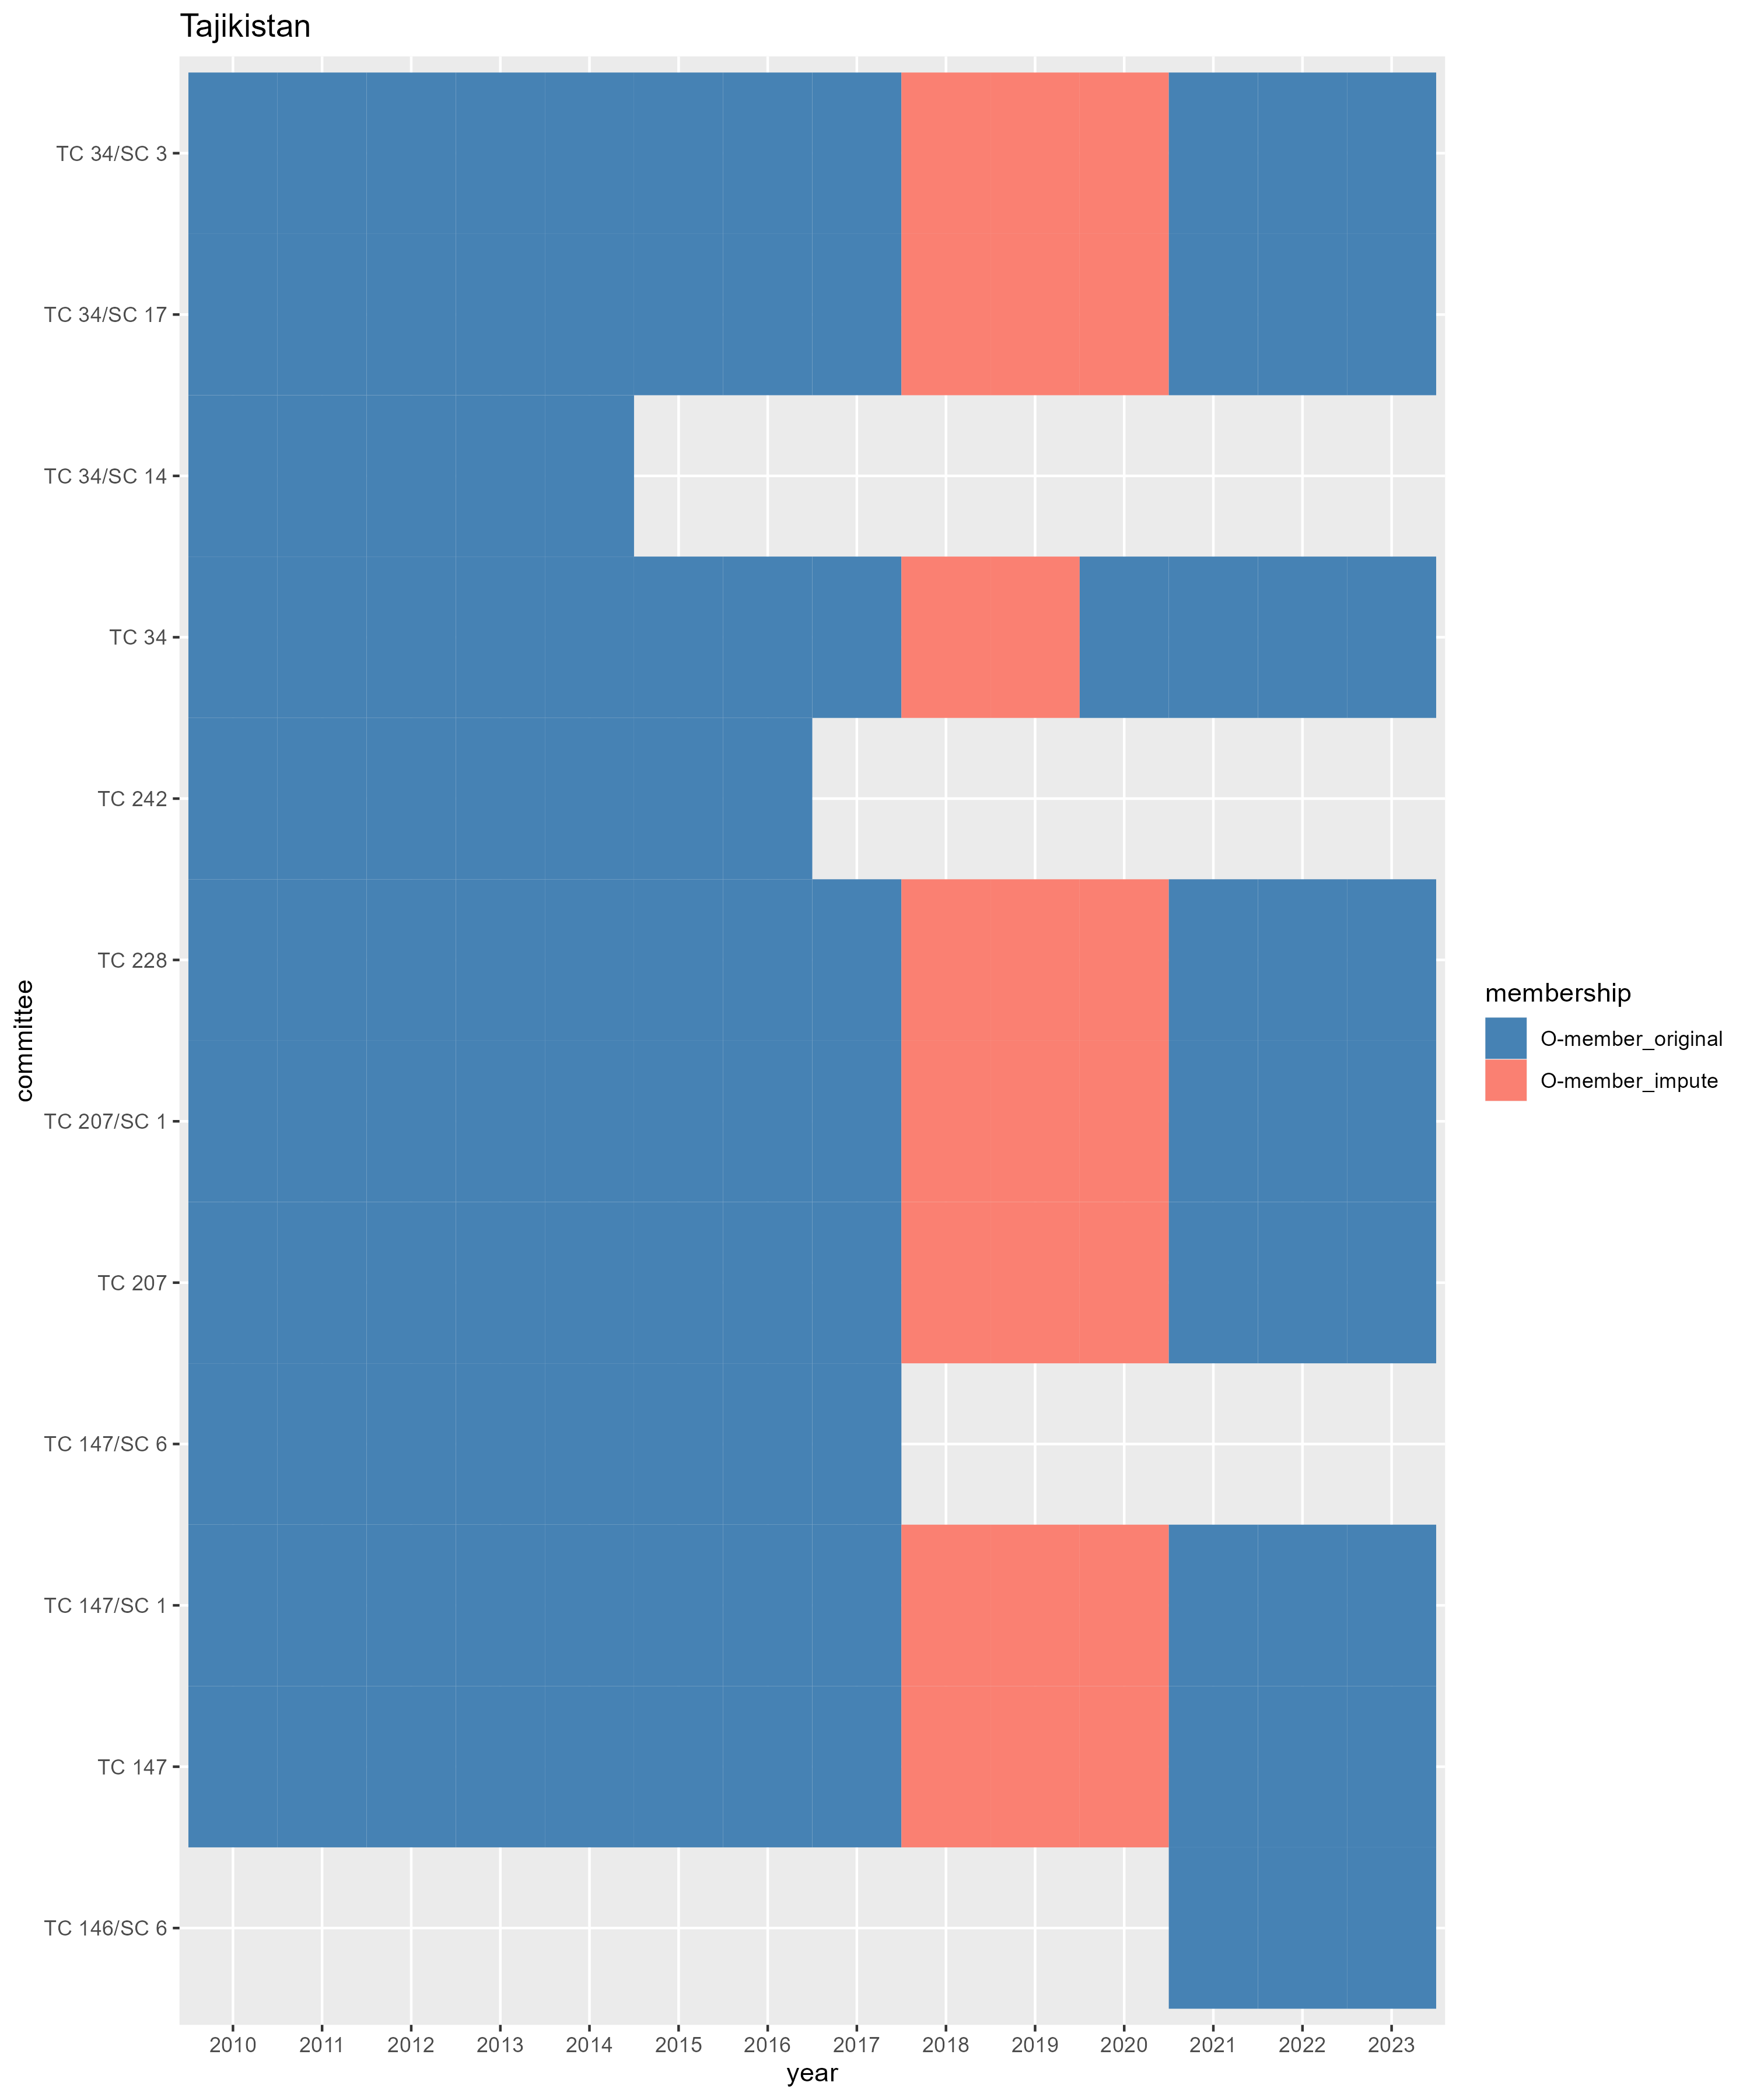 Tajikistan
TC 34/SC 3
TC 34/SC 17
TC 34/SC 14
TC 34
TC 242
TC 228
TC 207/SC 1
TC 207
TC 147/SC 6
TC 147/SC 1
TC 147
TC 146/SC 6
committee
2010 2011 2012 2013 2014 2015 2016 2017 2018 2019 2020 2021 2022 2023
year
membership
O-member_original
O-member_impute